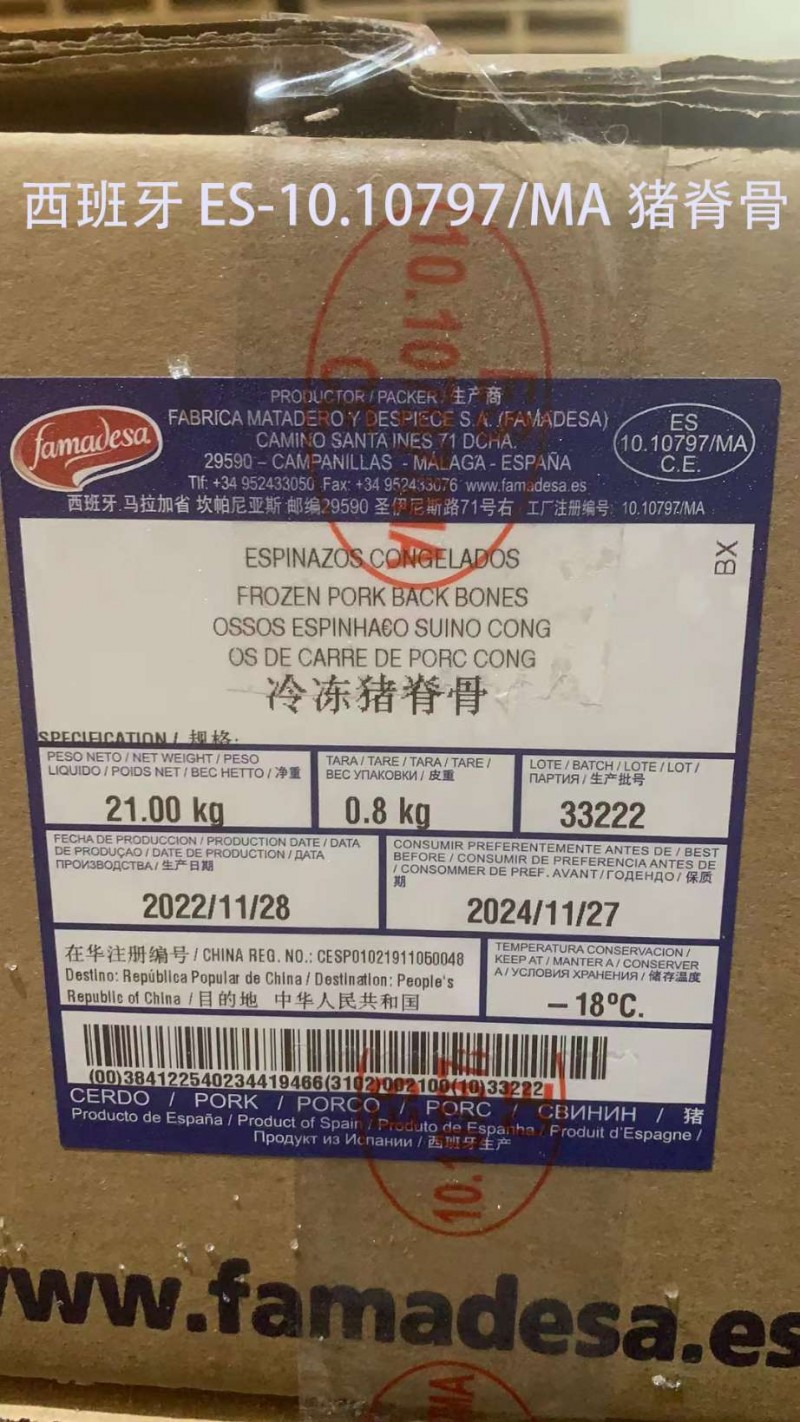 西班牙 ES-10.10797/MA 猪脊骨
PRODUCTOR / PACKER / 生产商
FABRICA MATADERO Y DESPIECE S.A. (FAMADESA)
CAMINO SANTA INES 71 DCHA.
29590 – CAMPANILLAS - MALAGA - ESPAÑA
Tlf: +34 952433050 Fax: +34 952433076 www.famadesa.es
西班牙.马拉加省 坎帕尼亚斯 邮编29590 圣伊尼斯路71号右 工厂注册编号: 10.10797/MA
famadesa
ES
10.10797/MA
C.E.
ESPINAZOS CONGELADOS
FROZEN PORK BACK BONES
OSSOS ESPINHA€O SUINO CONG
OS DE CARRE DE PORC CONG
冷冻猪脊骨
BX
SPECIFICATION / 规格:
PESO NETO / NET WEIGHT / PESO
LIQUIDO / POIDS NET / ВЕС НЕТТО / 净重
21.00 kg
TARA / TARE / TARA / TARE /
ВЕС УПАКОВКИ / 皮重
0.8 kg
LOTE / BATCH / LOTE / LOT /
ПАРТИЯ / 生产批号
33222
FECHA DE PRODUCCION / PRODUCTION DATE / DATA
DE PRODUÇAO / DATE DE PRODUCTION / ДАТА
ПРОИЗВОДСТВА / 生产日期
2022/11/28
CONSUMIR PREFERENTEMENTE ANTES DE / BEST
BEFORE / CONSUMIR DE PREFERENCIA ANTES DE
/ CONSOMMER DE PREF. AVANT / ГОДЕНДО / 保质
期
2024/11/27
在华注册编号 / CHINA REG. NO.: CESP01021911060048
Destino: República Popular de China / Destination: People's
Republic of China / 目的地 中华人民共和国
TEMPERATURA CONSERVACION /
KEEP AT / MANTER A / CONSERVER
A / УСЛОВИЯ ХРАНЕНИЯ / 储存温度
– 18ºC.
(00)384122540234419466(3102)002100(10)33222
CERDO / PORK / PORCO / PORC / СВИНИН / 猪
Producto de España / Product of Spain / Produto de Espanha / Produit d'Espagne /
Продукт из Испании / 西班牙生产
www.famadesa.es